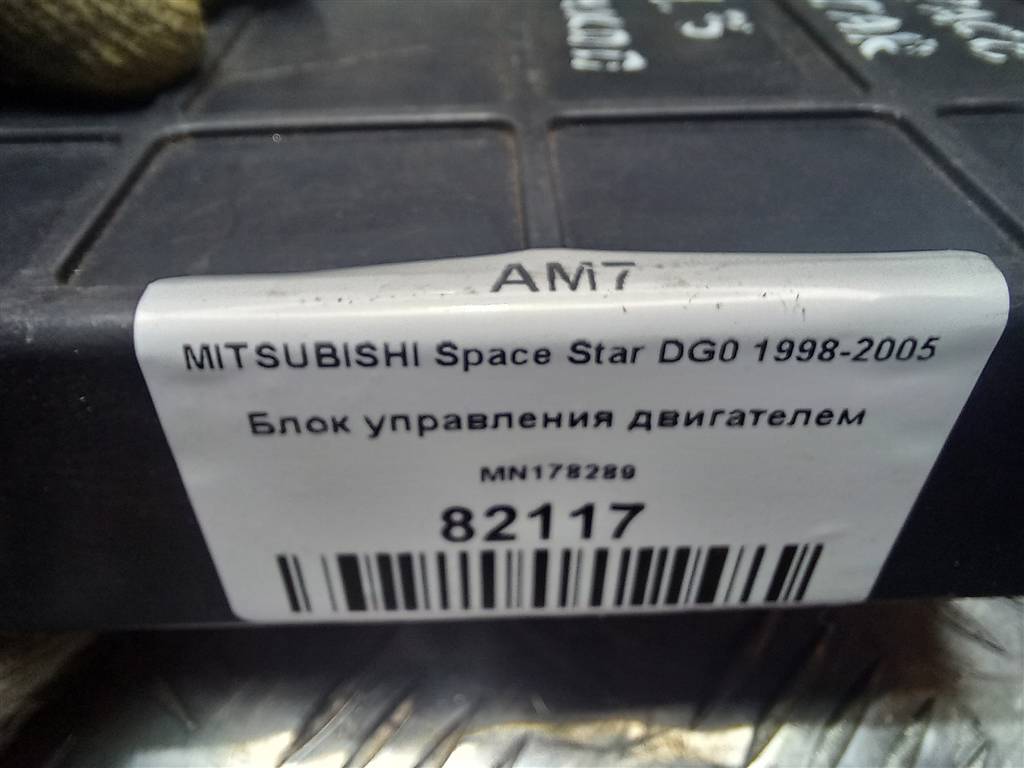 AM7
MITSUBISHI Space Star DG0 1998-2005
Блок управления двигателем
MN178289
82117